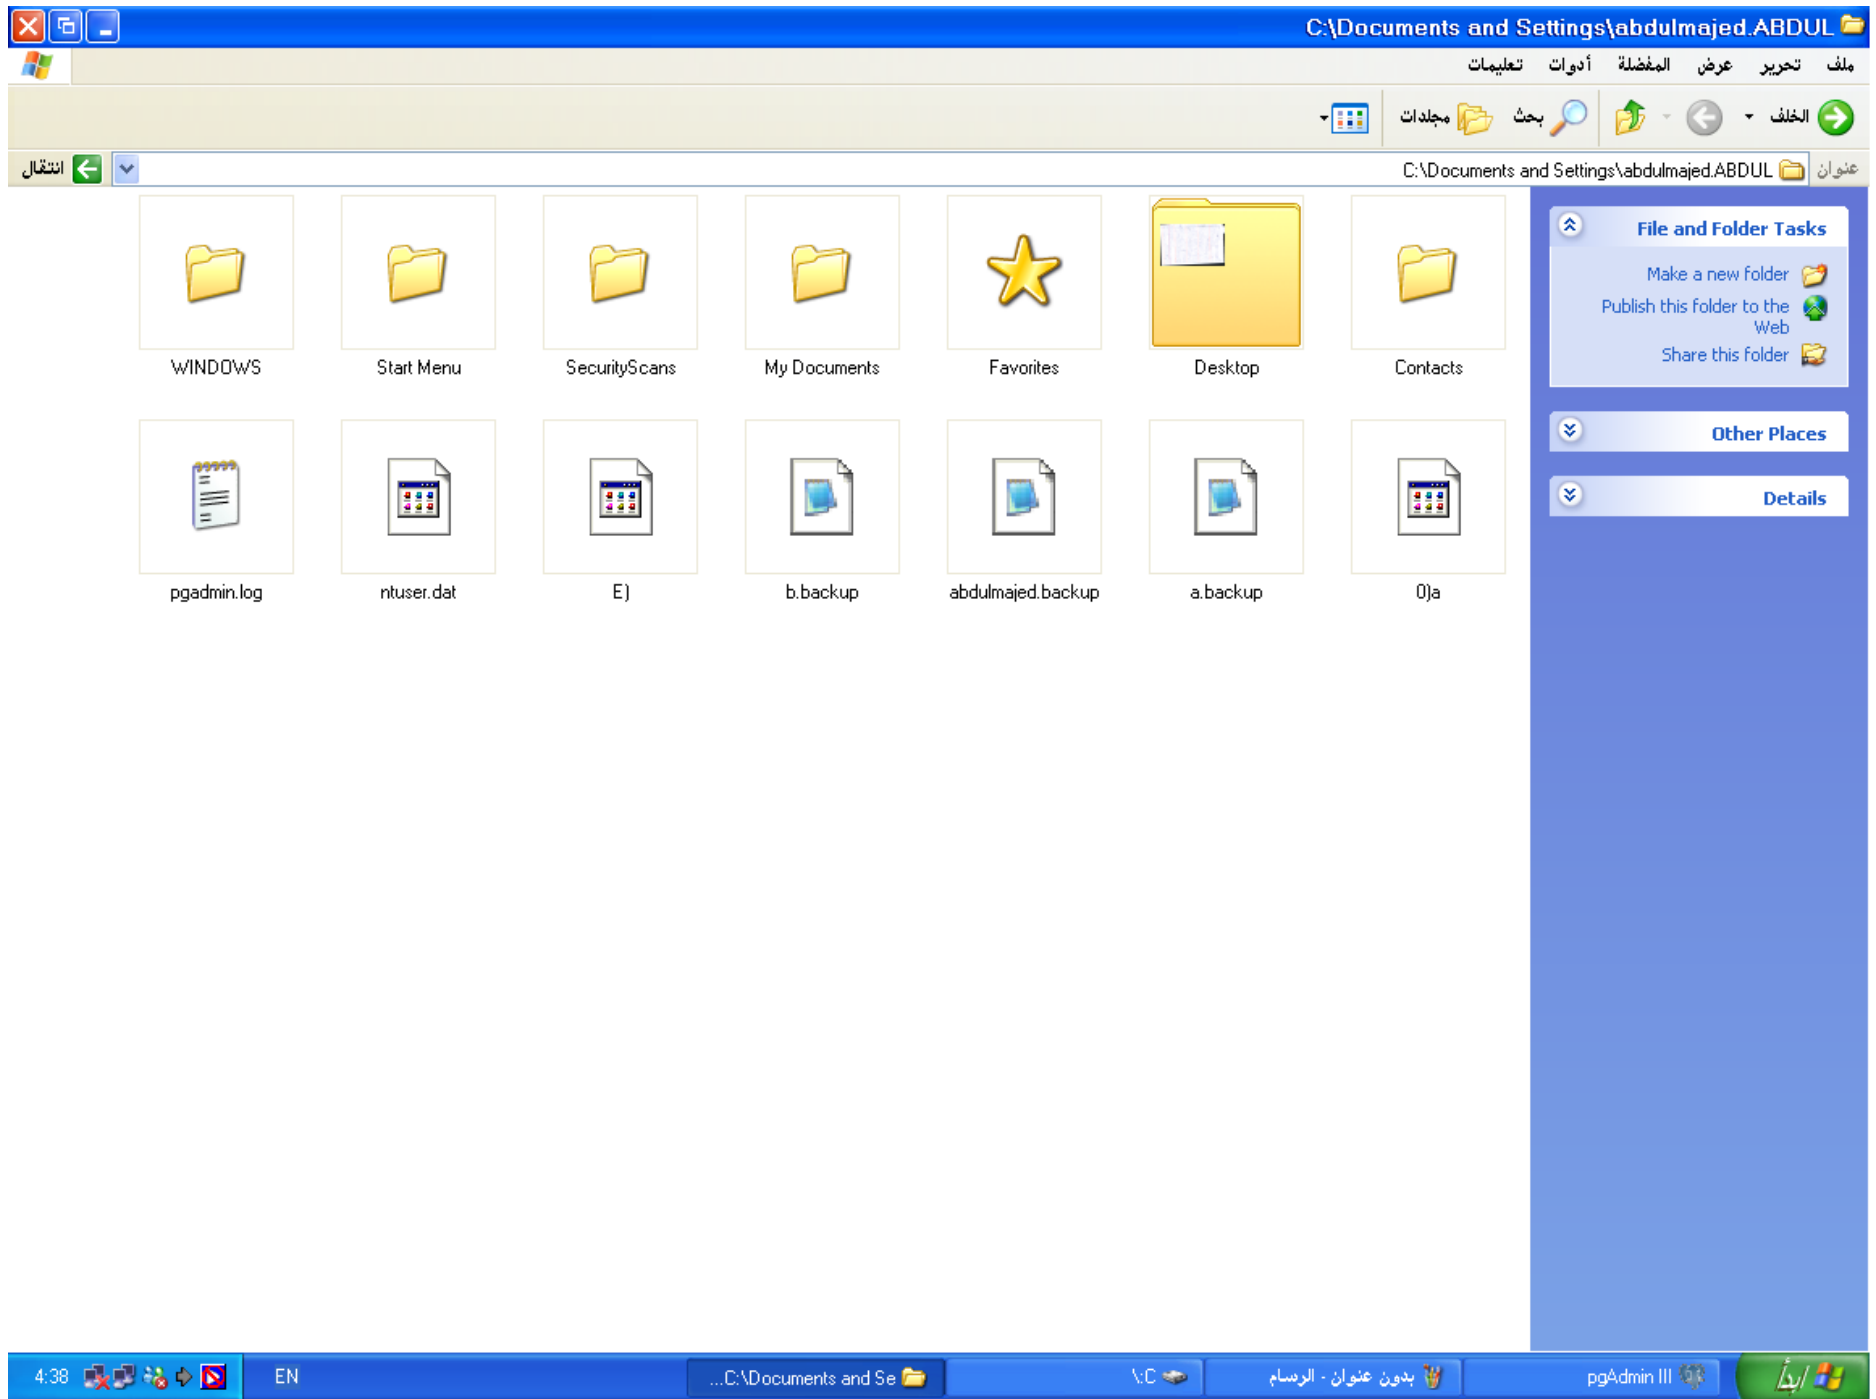 C:\Documents and Settings\abdulmajed.ABDUL
ملف تحرير عرض المفضلة أدوات تعليمات
الخلف بحث مجلدات
عنوان C:\Documents and Settings\abdulmajed.ABDUL انتقال
File and Folder Tasks
Make a new folder
Publish this folder to the
Web
Share this folder
Other Places
Details
Contacts Desktop Favorites My Documents SecurityScans Start Menu WINDOWS
0)a a.backup abdulmajed.backup b.backup E) ntuser.dat pgadmin.log
ابدأ pgAdmin III بدون عنوان - الرسام \:C ...C:\Documents and Se EN 4:38